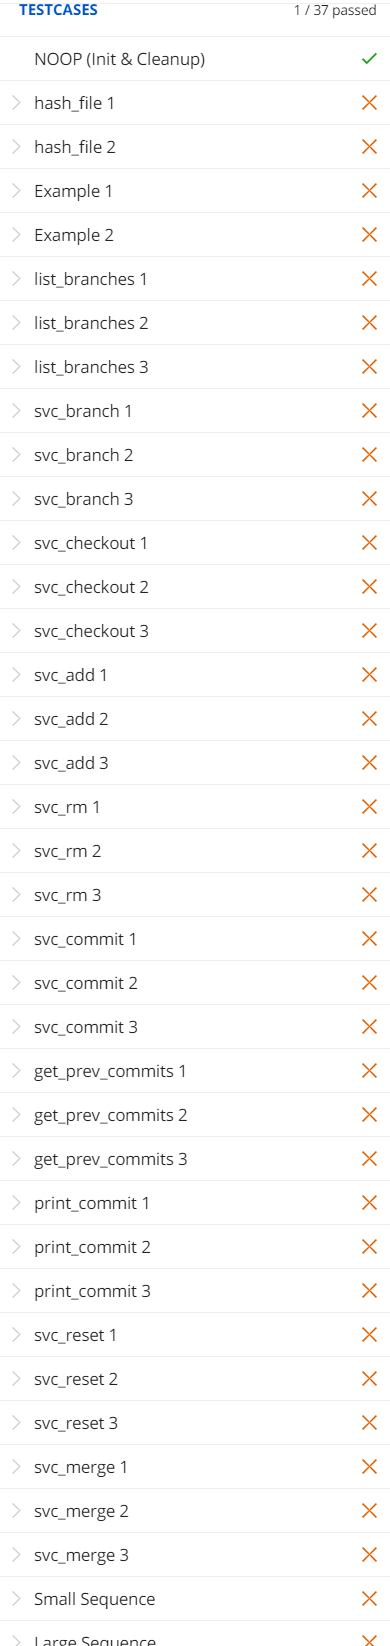 TESTCASES 1 / 37 passed
NOOP (Init & Cleanup)
hash_file 1
hash_file 2
Example 1
Example 2
list_branches 1
list_branches 2
list_branches 3
svc_branch 1
svc_branch 2
svc_branch 3
svc_checkout 1
svc_checkout 2
svc_checkout 3
svc_add 1
svc_add 2
svc_add 3
svc_rm 1
svc_rm 2
svc_rm 3
svc_commit 1
svc_commit 2
svc_commit 3
get_prev_commits 1
get_prev_commits 2
get_prev_commits 3
print_commit 1
print_commit 2
print_commit 3
svc_reset 1
svc_reset 2
svc_reset 3
svc_merge 1
svc_merge 2
svc_merge 3
Small Sequence
Large Sequence